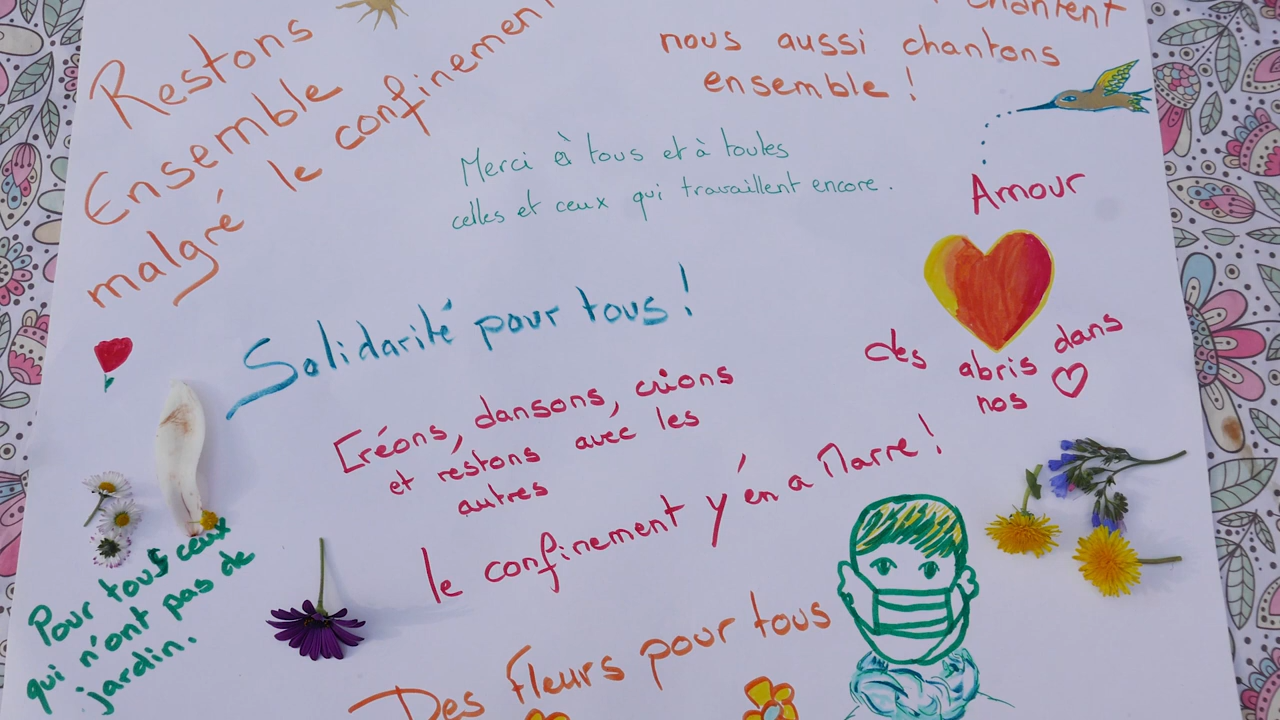 Restons
Ensemble
malgré le confinement
chantent
nous aussi chantons
ensemble !
Merci à tous et à toutes
celles et ceux qui travaillent encore.
Amour
Solidarité pour tous !
des abris dans
nos ♡
Créons, dansons, crions
et restons avec les
autres
le confinement y'en a Marre !
Pour tous ceux
qui n'ont pas de
jardin.
Des Fleurs pour tous